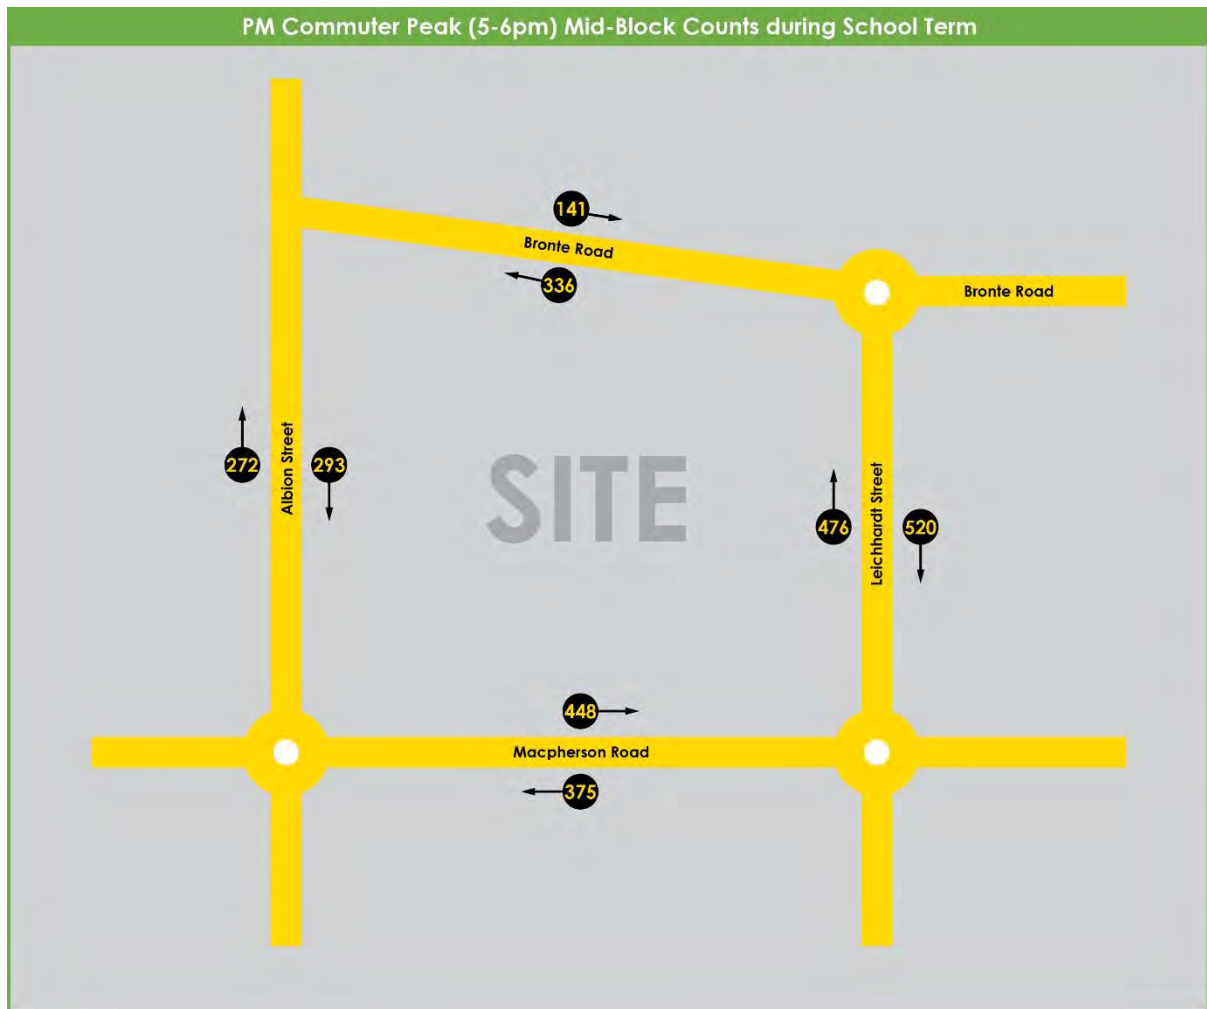 PM Commuter Peak (5-6pm) Mid-Block Counts during School Term
141
Bronte Road
336
Bronte Road
272
Albion Street
293
SITE
476
Leichhardt Street
520
448
Macpherson Road
375